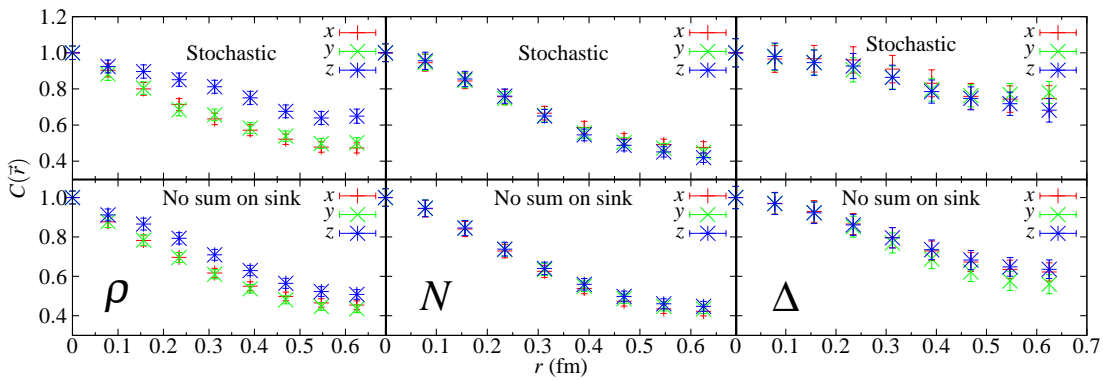 1.2
1.0
0.8
0.6
0.4
1.0
0.8
0.6
0.4
C(r⃗)
Stochastic
x
y
z
Stochastic
x
y
z
Stochastic
x
y
z
No sum on sink
x
y
z
ρ
No sum on sink
x
y
z
N
No sum on sink
x
y
z
Δ
0 0.1 0.2 0.3 0.4 0.5 0.6 0 0.1 0.2 0.3 0.4 0.5 0.6 0 0.1 0.2 0.3 0.4 0.5 0.6 0.7
r (fm)